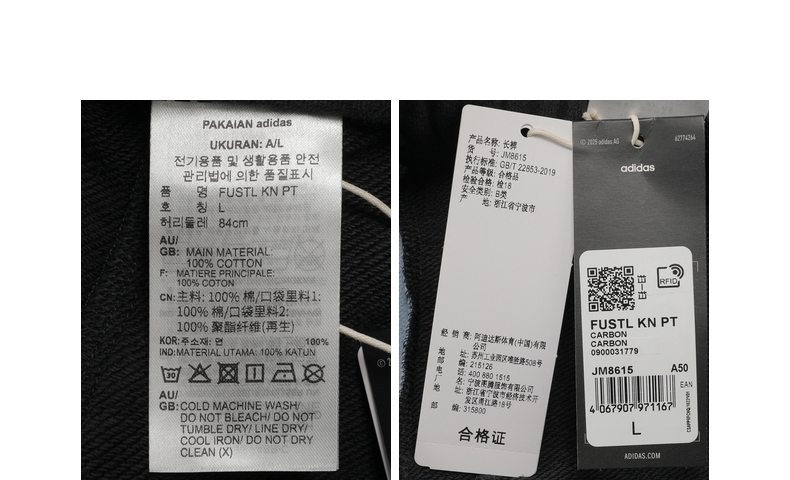 PAKAIAN adidas
UKURAN: A/L
전기용품 및 생활용품 안전
관리법에 의한 품질표시
품 명 FUSTL KN PT
호 칭 L
허리둘레 84cm
AU/
GB: MAIN MATERIAL:
100% COTTON
F: MATIERE PRINCIPALE:
100% COTON
CN: 主料: 100% 棉/口袋里料1:
100% 棉/口袋里料2:
100% 聚酯纤维(再生)
KOR: 주소재: 면 100%
IND: MATERIAL UTAMA: 100% KATUN
AU/
GB: COLD MACHINE WASH/
DO NOT BLEACH/ DO NOT
TUMBLE DRY/ LINE DRY/
COOL IRON/ DO NOT DRY
CLEAN (X)
产品名称: 长裤
货 号: JM8615
执行标准: GB/T 22853-2019
产品等级: 合格品
检验合格: 检18
安全类别: B类
产 地: 浙江省宁波市
经 销 商: 阿迪达斯体育(中国)有限
公司
地 址: 苏州工业园区唯胜路508号
邮 编: 215126
电 话: 400 880 1515
厂 名: 宁波甬腾服饰有限公司
地 址: 浙江省宁波市经济技术开
发区甬江路18号
邮 编: 315800
合格证
© 2025 adidas AG
62774264
adidas
RFID
FUSTL KN PT
CARBON
CARBON
0900031779
JM8615 A50
EAN
4 067907 971167
L
ADIDAS.COM